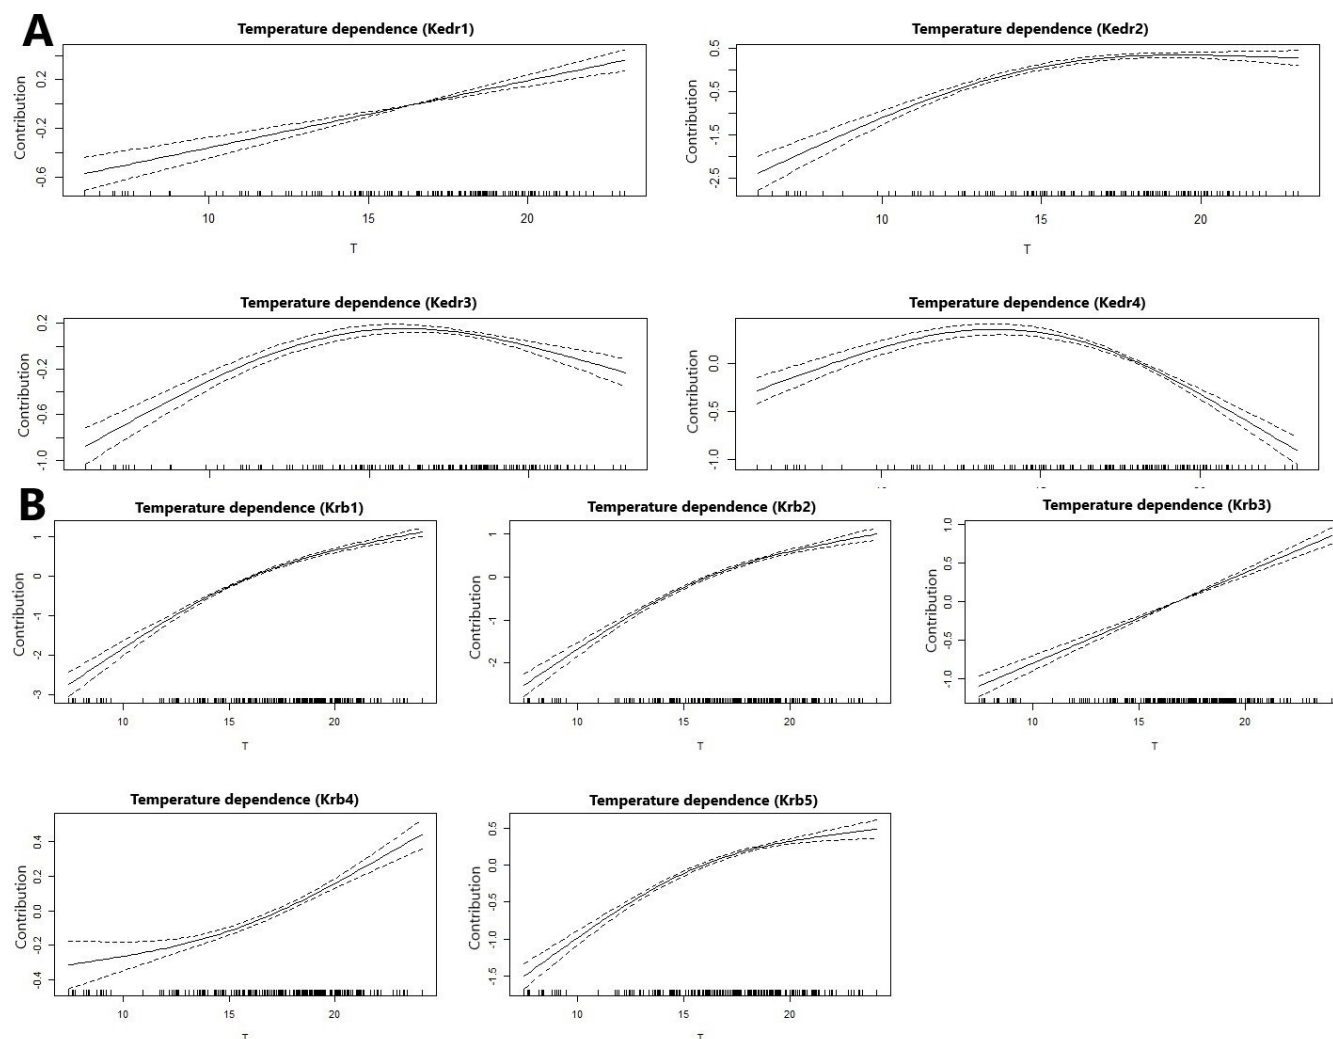 A
Temperature dependence (Kedr1)
Contribution
0.2
-0.2
-0.6
10 15 20
T
Temperature dependence (Kedr2)
Contribution
0.5
-0.5
-1.5
-2.5
10 15 20
T
Temperature dependence (Kedr3)
Contribution
0.2
-0.2
-0.6
-1.0
Temperature dependence (Kedr4)
Contribution
0.0
-0.5
-1.0
B
Temperature dependence (Krb1)
Contribution
1
0
-1
-2
-3
10 15 20
T
Temperature dependence (Krb2)
Contribution
1
0
-2
10 15 20
T
Temperature dependence (Krb3)
Contribution
1.0
0.5
0.0
-0.5
-1.0
10 15 20
T
Temperature dependence (Krb4)
Contribution
0.4
0.2
0.0
-0.2
-0.4
10 15 20
T
Temperature dependence (Krb5)
Contribution
0.5
0.0
-0.5
-1.0
-1.5
10 15 20
T